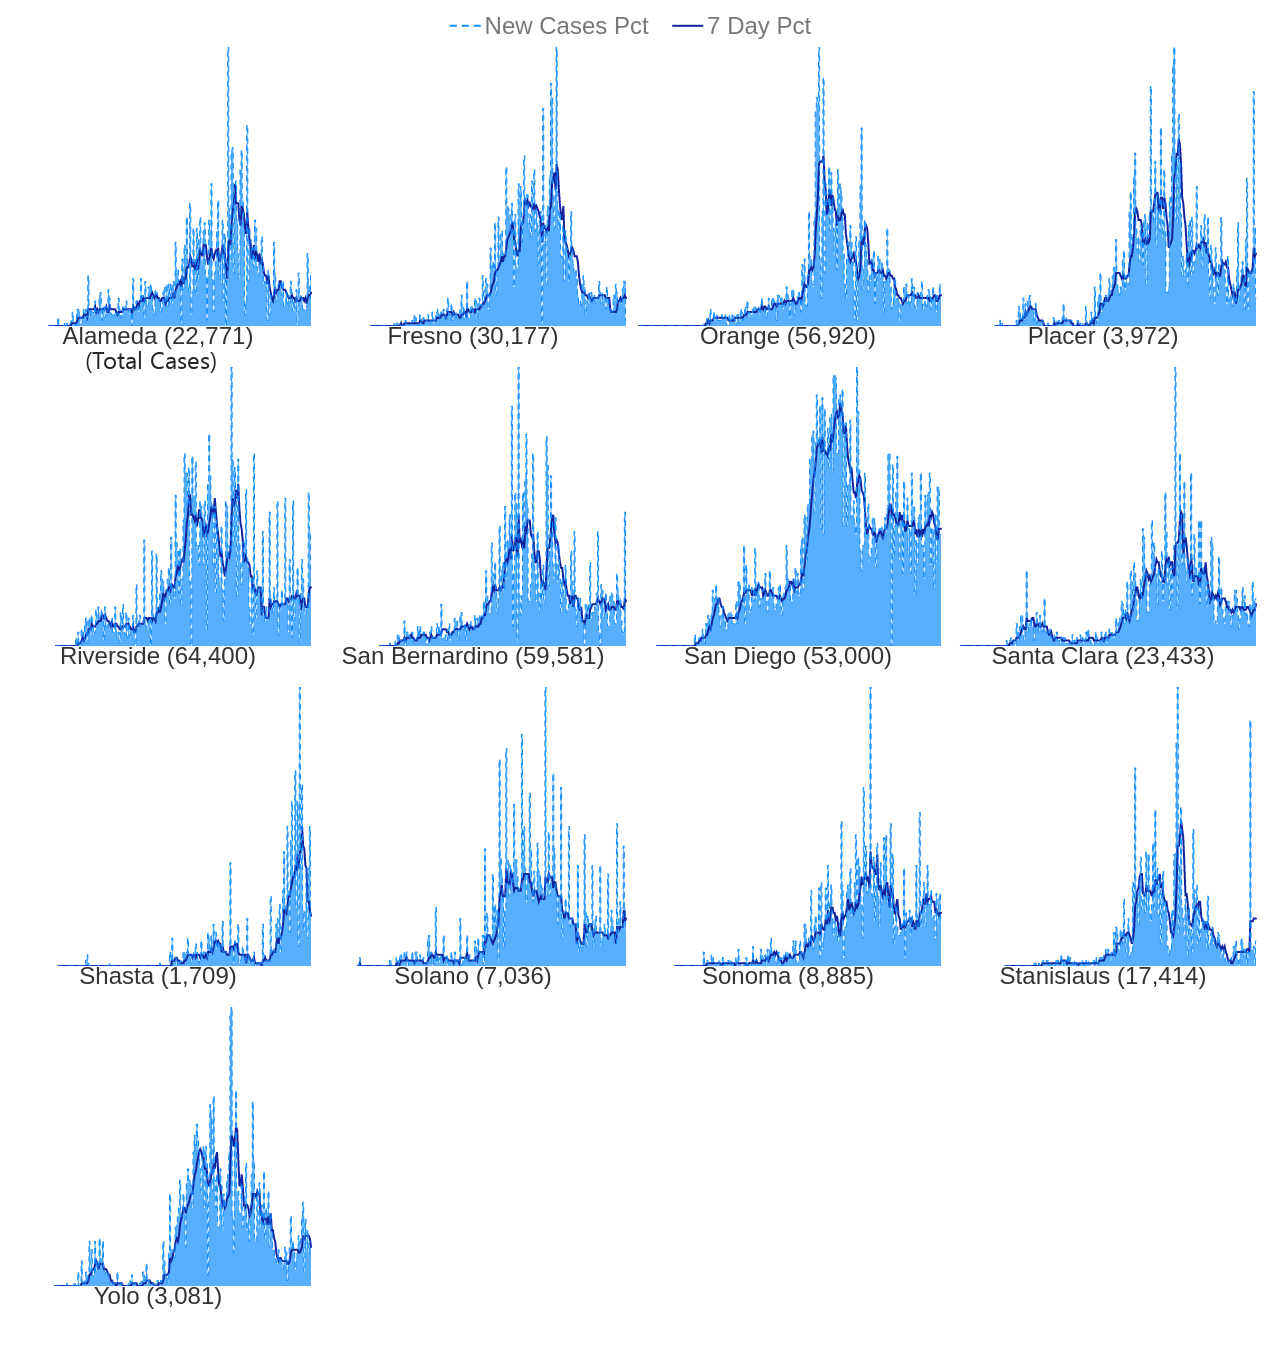 New Cases Pct 7 Day Pct
Alameda (22,771) Fresno (30,177) Orange (56,920) Placer (3,972)
(Total Cases)
Riverside (64,400) San Bernardino (59,581) San Diego (53,000) Santa Clara (23,433)
Shasta (1,709) Solano (7,036) Sonoma (8,885) Stanislaus (17,414)
Yolo (3,081)